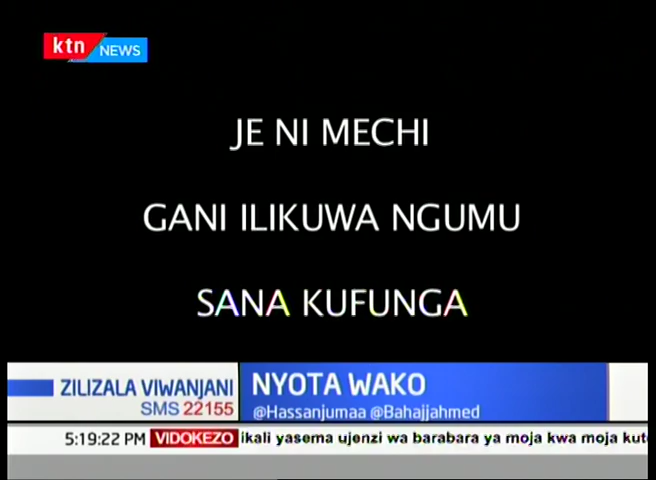 ktn NEWS
JE NI MECHI
GANI ILIKUWA NGUMU
SANA KUFUNGA
ZILIZALA VIWANJANI
SMS 22155
NYOTA WAKO
@Hassanjumaa @Bahajjahmed
5:19:22 PM VIDOKEZO ikali yasema ujenzi wa barabara ya moja kwa moja kut